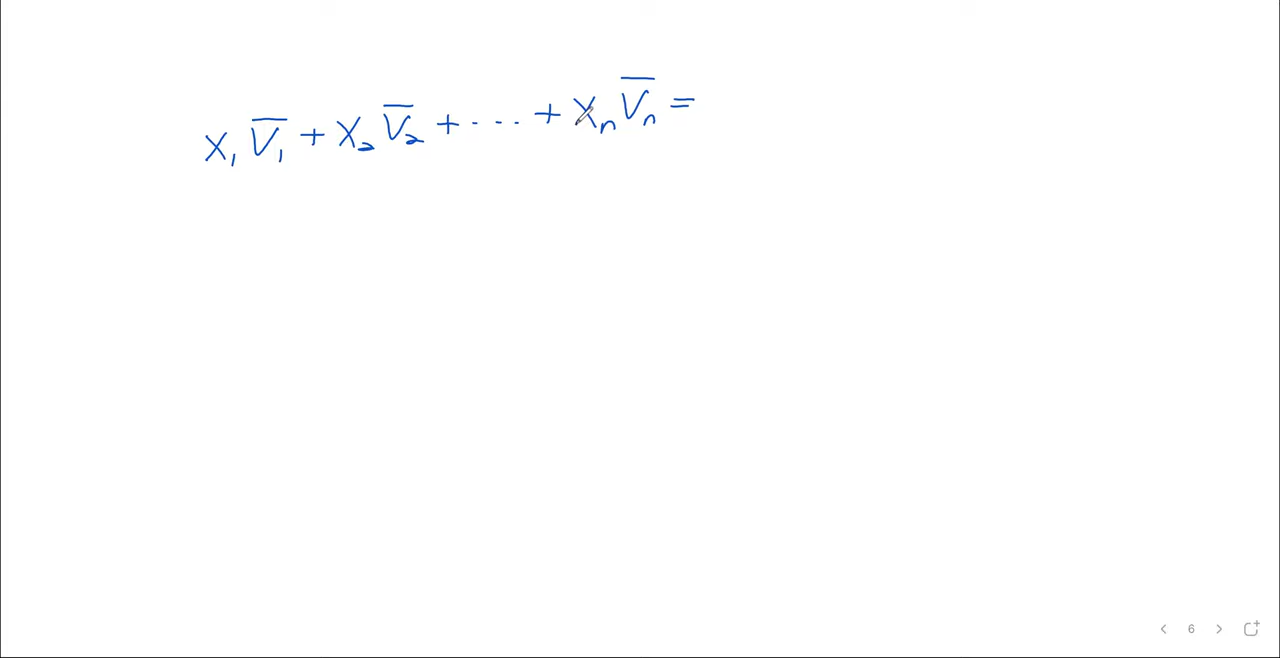 x₁V̅₁ + x₂V̅₂ + ... + xₙV̅ₙ =
6